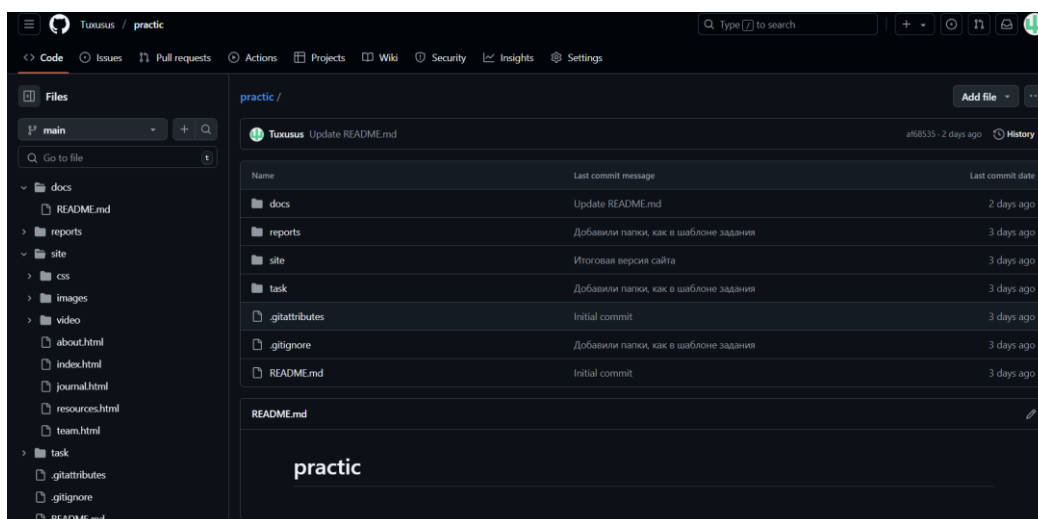 Tuxusus / practic
Type / to search
Code Issues Pull requests Actions Projects Wiki Security Insights Settings
Files
main
Go to file t
docs
README.md
reports
site
css
images
video
about.html
index.html
journal.html
resources.html
team.html
task
.gitattributes
.gitignore
README.md
practic /
Add file
Tuxusus Update README.md af68535 · 2 days ago History
Name Last commit message Last commit date
docs Update README.md 2 days ago
reports Добавили папки, как в шаблоне задания 3 days ago
site Итоговая версия сайта 3 days ago
task Добавили папки, как в шаблоне задания 3 days ago
.gitattributes Initial commit 3 days ago
.gitignore Добавили папки, как в шаблоне задания 3 days ago
README.md Initial commit 3 days ago
README.md
practic